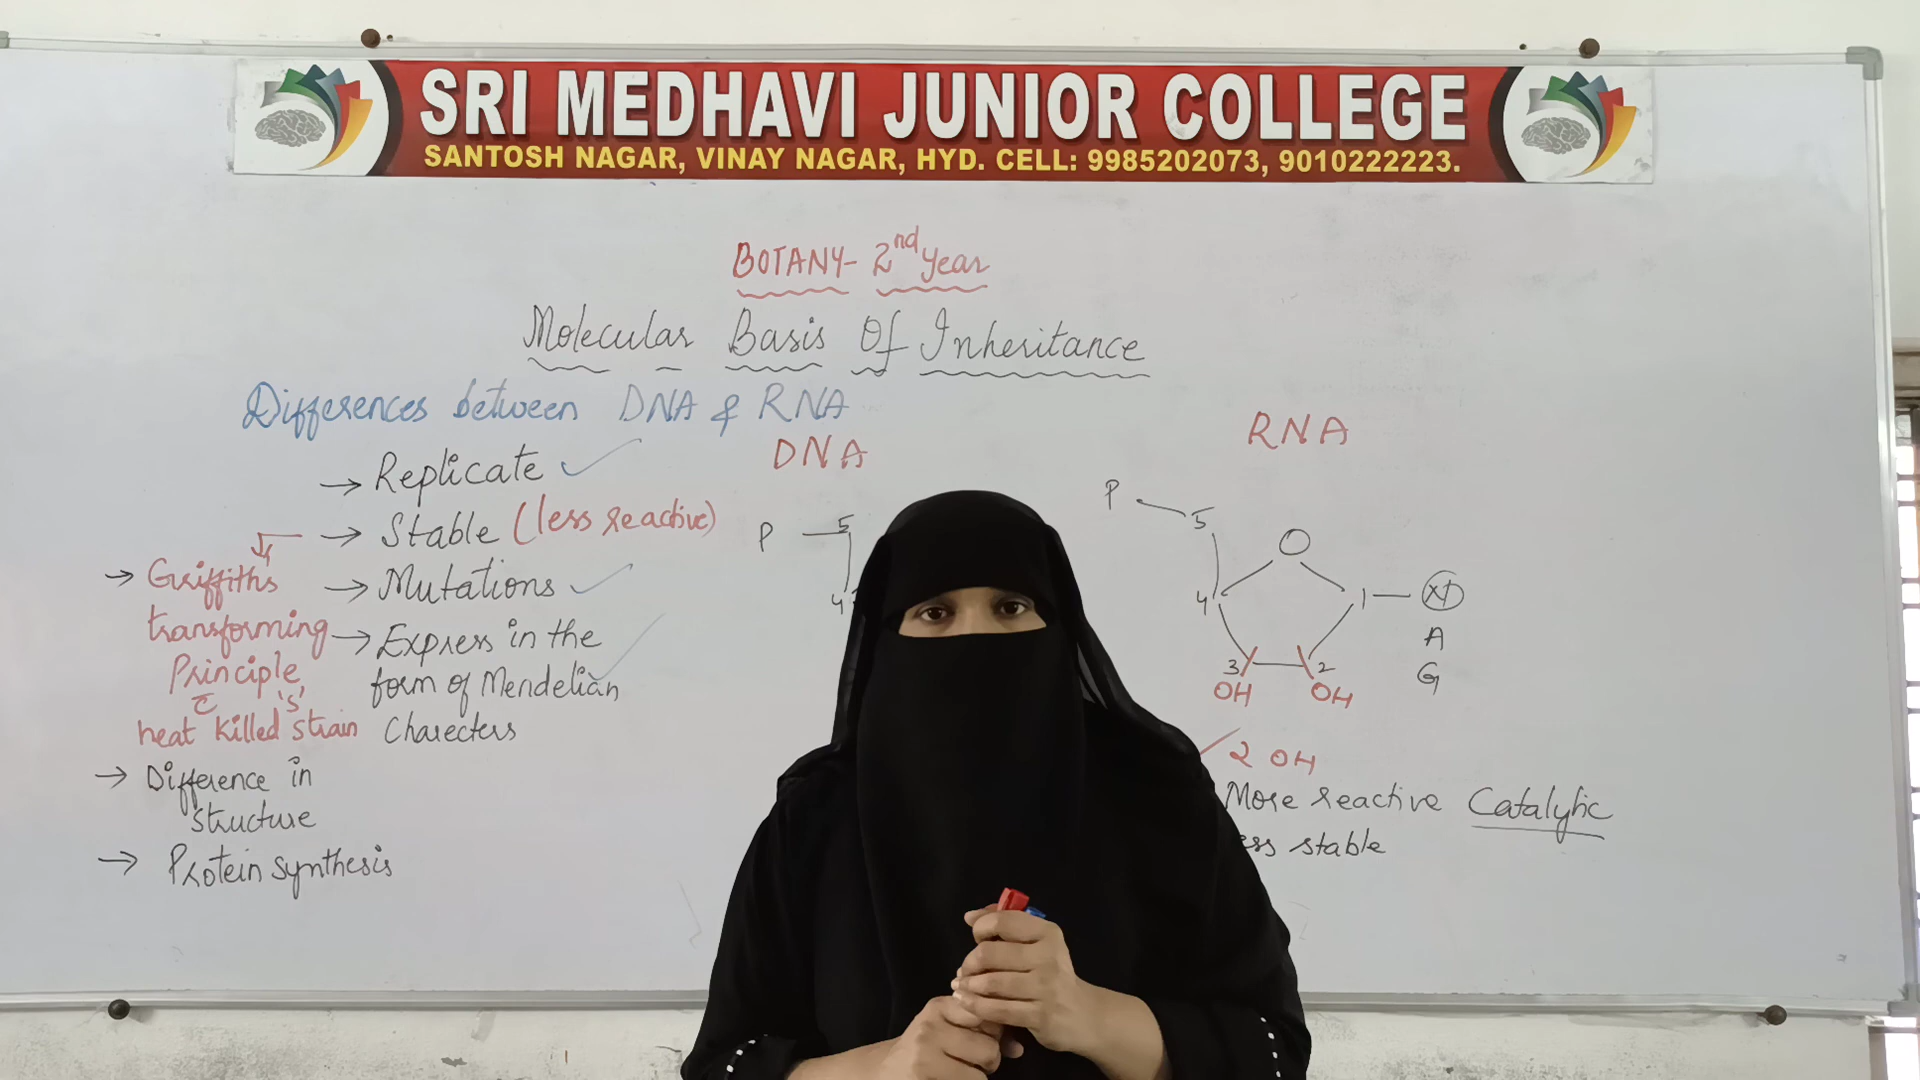 SRI MEDHAVI JUNIOR COLLEGE
SANTOSH NAGAR, VINAY NAGAR, HYD. CELL: 9985202073, 9010222223.
BOTANY- 2nd Year
Molecular Basis Of Inheritance
Differences between DNA & RNA
→ Replicate ✓
→ Stable (less reactive)
→ Mutations ✓
→ Express in the
form of Mendelian
Charecters
→ Griffiths
transforming
Principle
c 's'
heat killed strain
→ Difference in
structure
→ Protein synthesis
DNA
P 5
4
RNA
P 5
O
4 1
3 2
OH OH
A
G
2 OH
More reactive Catalytic
ess stable